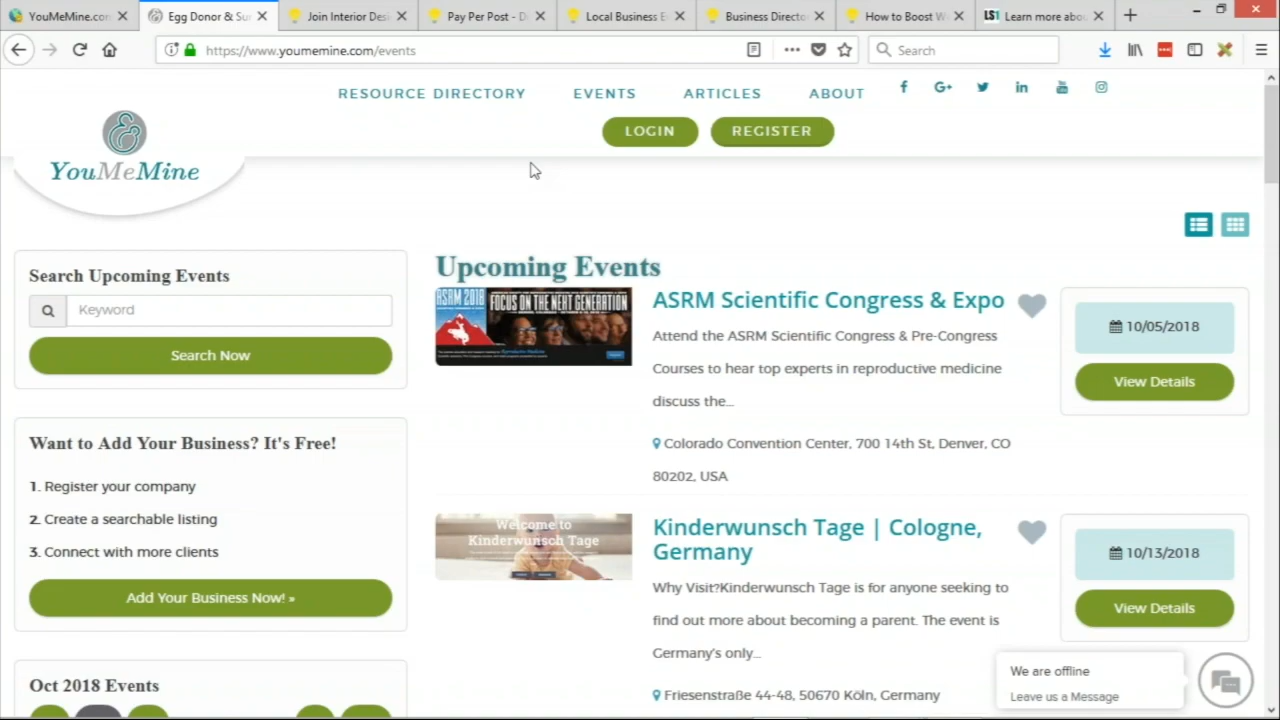 YouMeMine.co
Egg Donor & Su
Join Interior Des
Pay Per Post - D
Local Business E
Business Directo
How to Boost W
LS1 Learn more abou
https://www.youmemine.com/events
Search
RESOURCE DIRECTORY
EVENTS
ARTICLES
ABOUT
LOGIN
REGISTER
YouMeMine
Search Upcoming Events
Keyword
Search Now
Want to Add Your Business? It's Free!
1. Register your company
2. Create a searchable listing
3. Connect with more clients
Add Your Business Now! »
Oct 2018 Events
Upcoming Events
ASRM 2018
FOCUS ON THE NEXT GENERATION
ASRM Scientific Congress & Expo
Attend the ASRM Scientific Congress & Pre-Congress
Courses to hear top experts in reproductive medicine
discuss the...
Colorado Convention Center, 700 14th St, Denver, CO
80202, USA
10/05/2018
View Details
Welcome to
Kinderwunsch Tage
Kinderwunsch Tage | Cologne,
Germany
Why Visit?Kinderwunsch Tage is for anyone seeking to
find out more about becoming a parent. The event is
Germany's only...
Friesenstraße 44-48, 50670 Köln, Germany
10/13/2018
View Details
We are offline
Leave us a Message